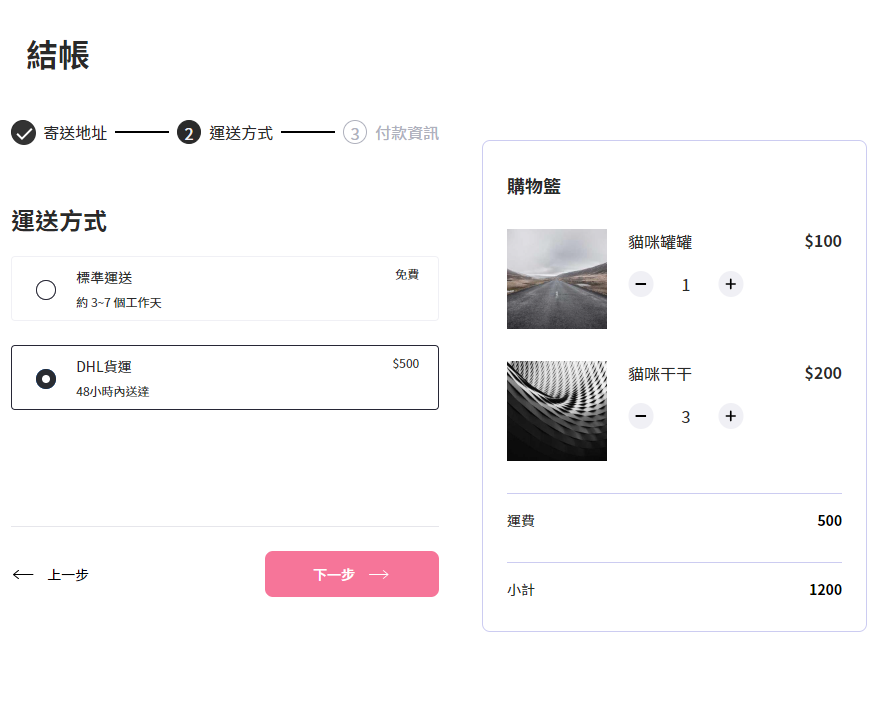 結帳
寄送地址
2 運送方式
3 付款資訊
運送方式
標準運送 免費
約 3~7 個工作天
DHL貨運 $500
48小時內送達
上一步
下一步
購物籃
貓咪罐罐 $100
1
貓咪干干 $200
3
運費 500
小計 1200